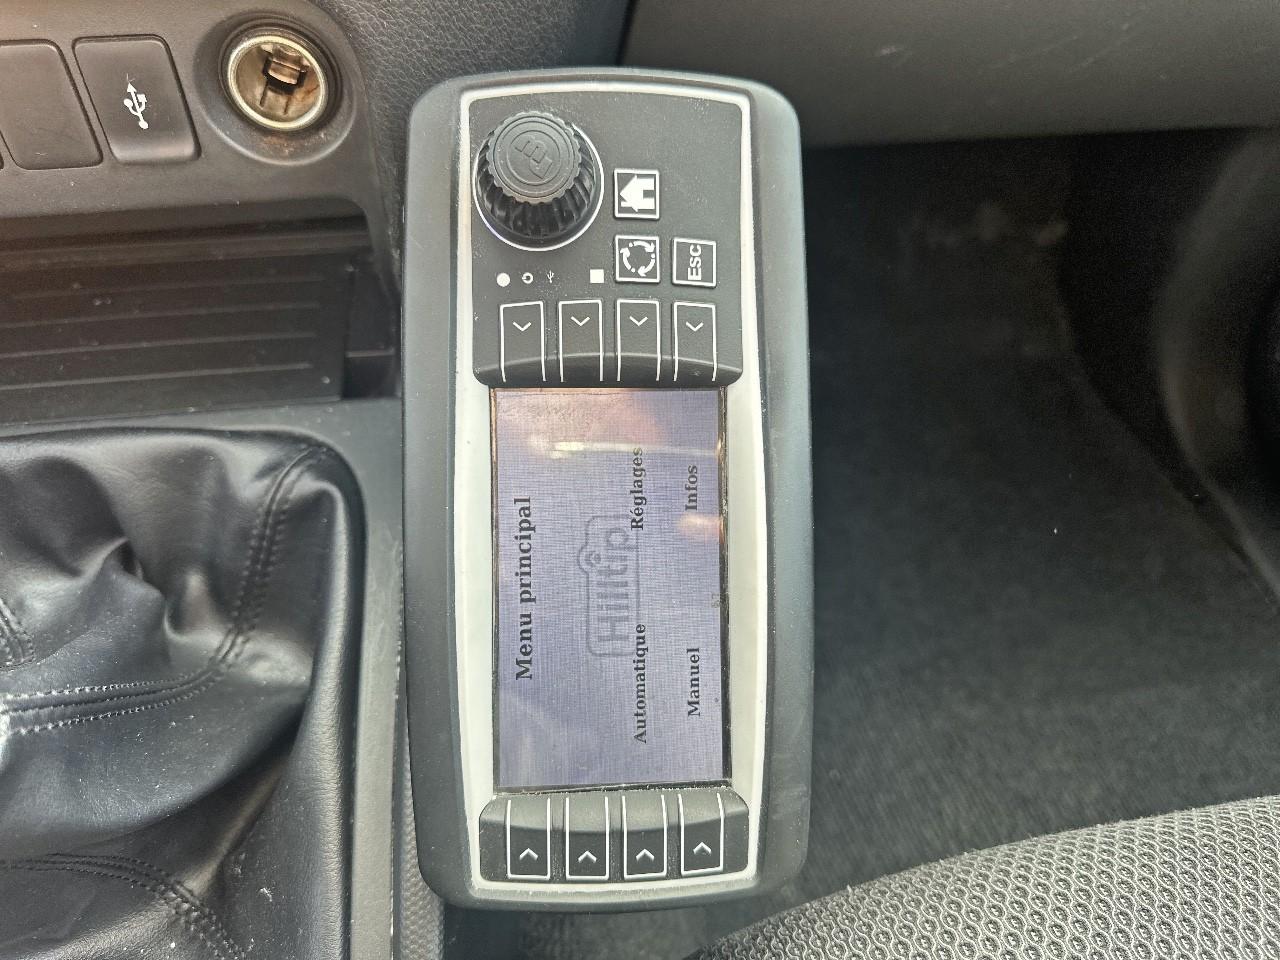 ESC
Menu principal
Hilltip
Automatique Réglages
Manuel Infos